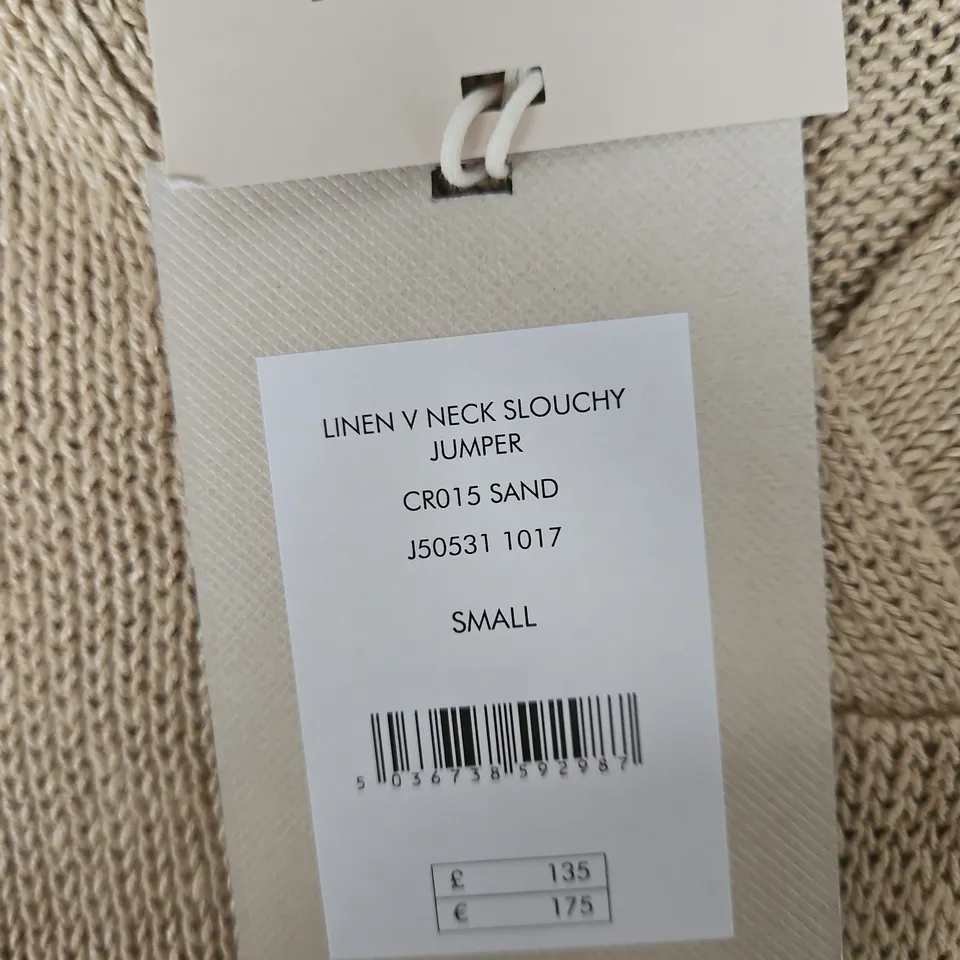 LINEN V NECK SLOUCHY
JUMPER
CR015 SAND
J50531 1017
SMALL
5 036738 592987
£ 135
€ 175